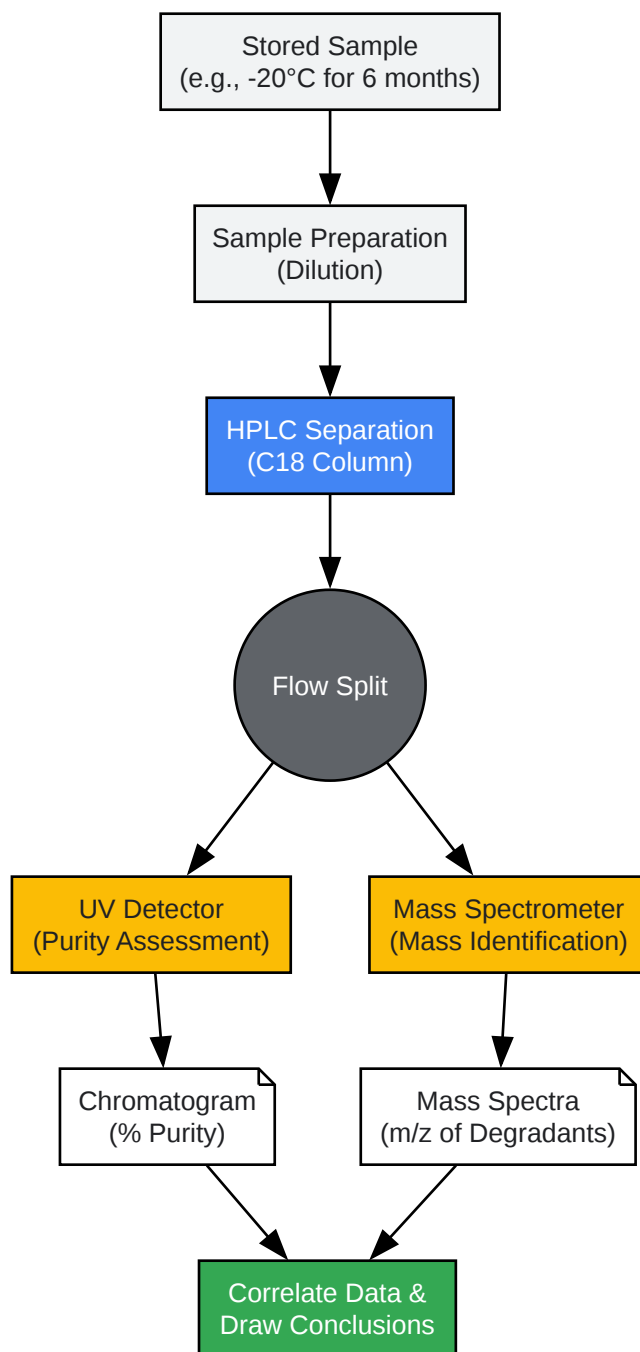 Stored Sample
(e.g., -20°C for 6 months)
Sample Preparation
(Dilution)
HPLC Separation
(C18 Column)
Flow Split
UV Detector
(Purity Assessment)
Mass Spectrometer
(Mass Identification)
Chromatogram
(% Purity)
Mass Spectra
(m/z of Degradants)
Correlate Data &
Draw Conclusions